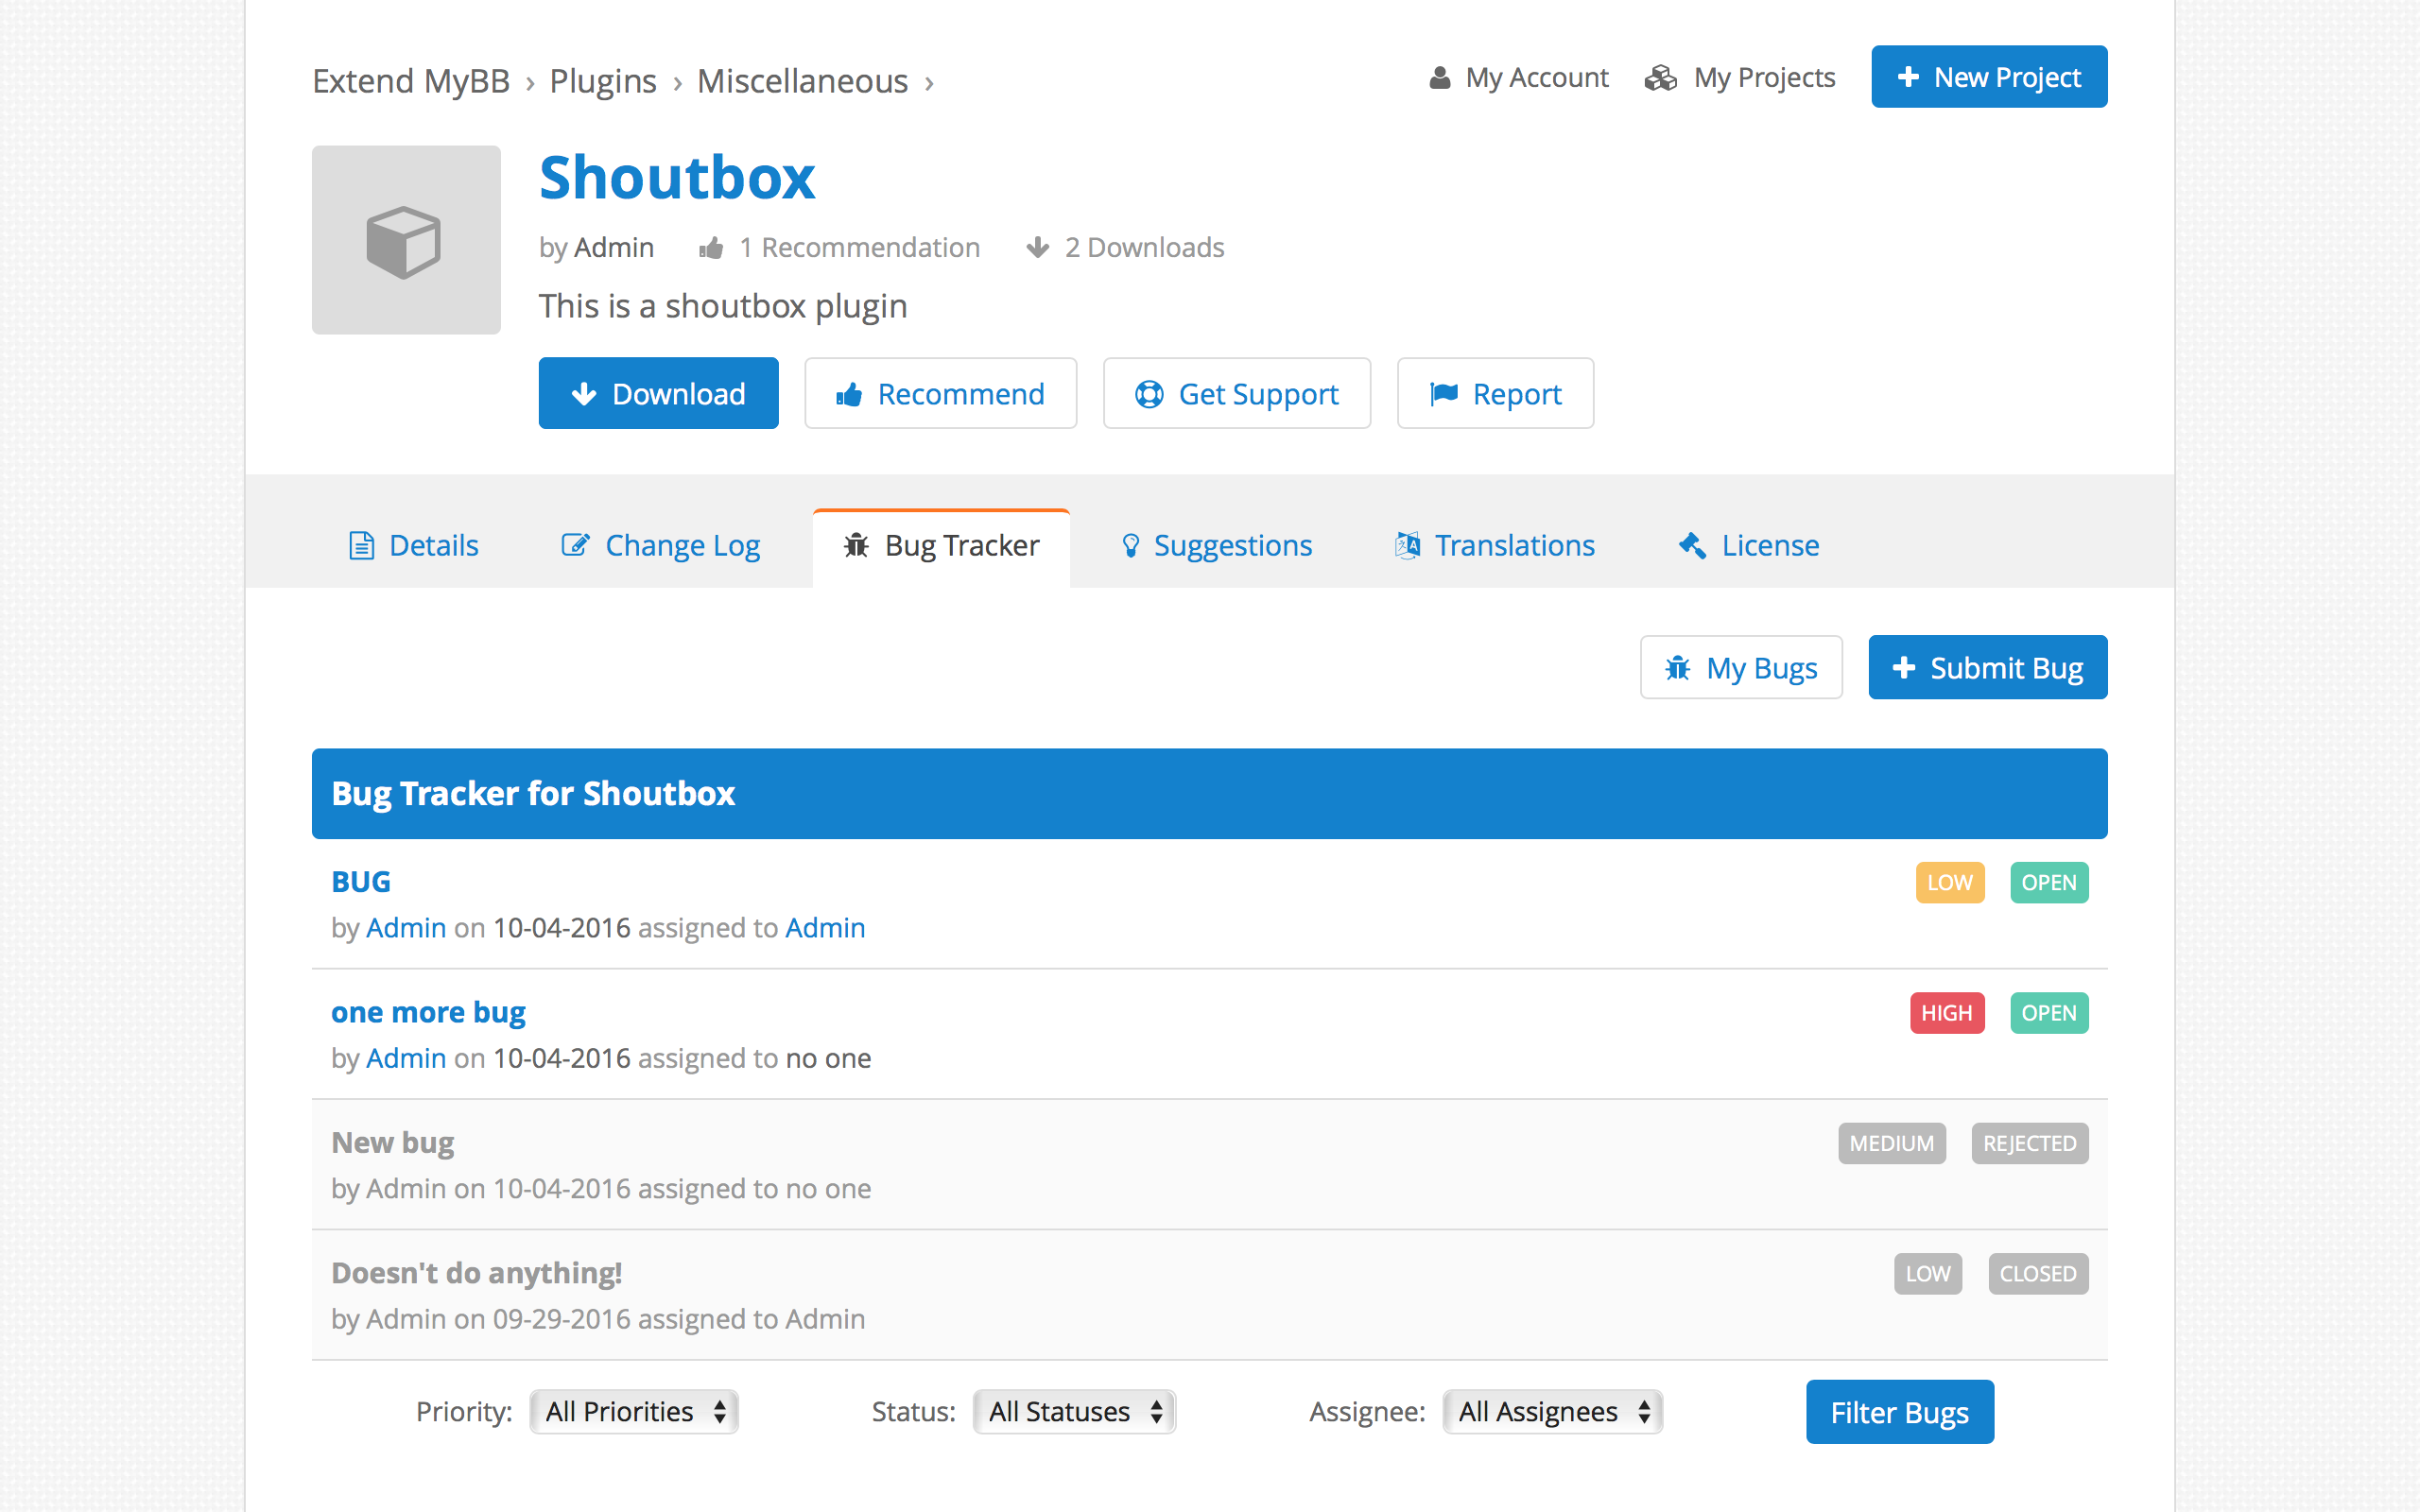 Extend MyBB › Plugins › Miscellaneous ›
My Account My Projects New Project
Shoutbox
by Admin 1 Recommendation 2 Downloads
This is a shoutbox plugin
Download Recommend Get Support Report
Details Change Log Bug Tracker Suggestions Translations License
My Bugs Submit Bug
Bug Tracker for Shoutbox
BUG LOW OPEN
by Admin on 10-04-2016 assigned to Admin
one more bug HIGH OPEN
by Admin on 10-04-2016 assigned to no one
New bug MEDIUM REJECTED
by Admin on 10-04-2016 assigned to no one
Doesn't do anything! LOW CLOSED
by Admin on 09-29-2016 assigned to Admin
Priority: All Priorities Status: All Statuses Assignee: All Assignees Filter Bugs